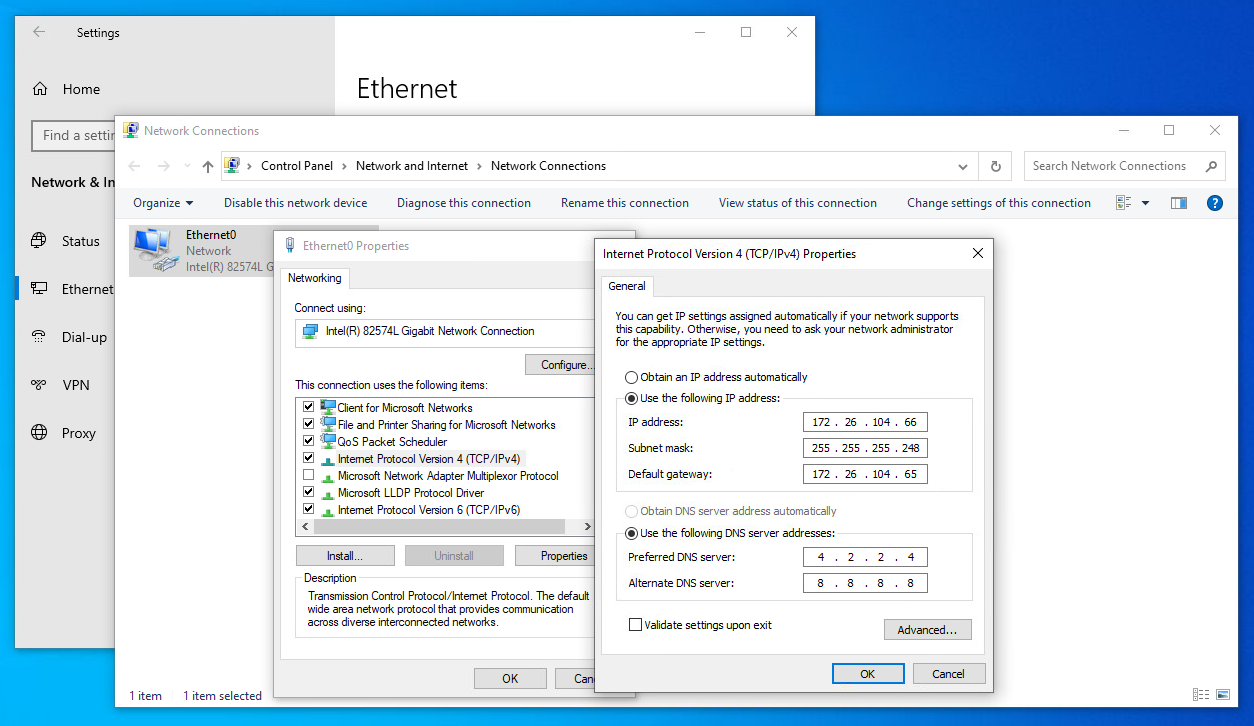 Settings
Home
Ethernet
Find a settin
Network & In
Status
Ethernet
Dial-up
VPN
Proxy
Network Connections
Control Panel > Network and Internet > Network Connections
Search Network Connections
Organize
Disable this network device
Diagnose this connection
Rename this connection
View status of this connection
Change settings of this connection
Ethernet0
Network
Intel(R) 82574L G
1 item
1 item selected
Ethernet0 Properties
Networking
Connect using:
Intel(R) 82574L Gigabit Network Connection
Configure...
This connection uses the following items:
Client for Microsoft Networks
File and Printer Sharing for Microsoft Networks
QoS Packet Scheduler
Internet Protocol Version 4 (TCP/IPv4)
Microsoft Network Adapter Multiplexor Protocol
Microsoft LLDP Protocol Driver
Internet Protocol Version 6 (TCP/IPv6)
Install...
Uninstall
Properties
Description
Transmission Control Protocol/Internet Protocol. The default
wide area network protocol that provides communication
across diverse interconnected networks.
OK
Can
Internet Protocol Version 4 (TCP/IPv4) Properties
General
You can get IP settings assigned automatically if your network supports
this capability. Otherwise, you need to ask your network administrator
for the appropriate IP settings.
Obtain an IP address automatically
Use the following IP address:
IP address: 172 . 26 . 104 . 66
Subnet mask: 255 . 255 . 255 . 248
Default gateway: 172 . 26 . 104 . 65
Obtain DNS server address automatically
Use the following DNS server addresses:
Preferred DNS server: 4 . 2 . 2 . 4
Alternate DNS server: 8 . 8 . 8 . 8
Validate settings upon exit
Advanced...
OK
Cancel